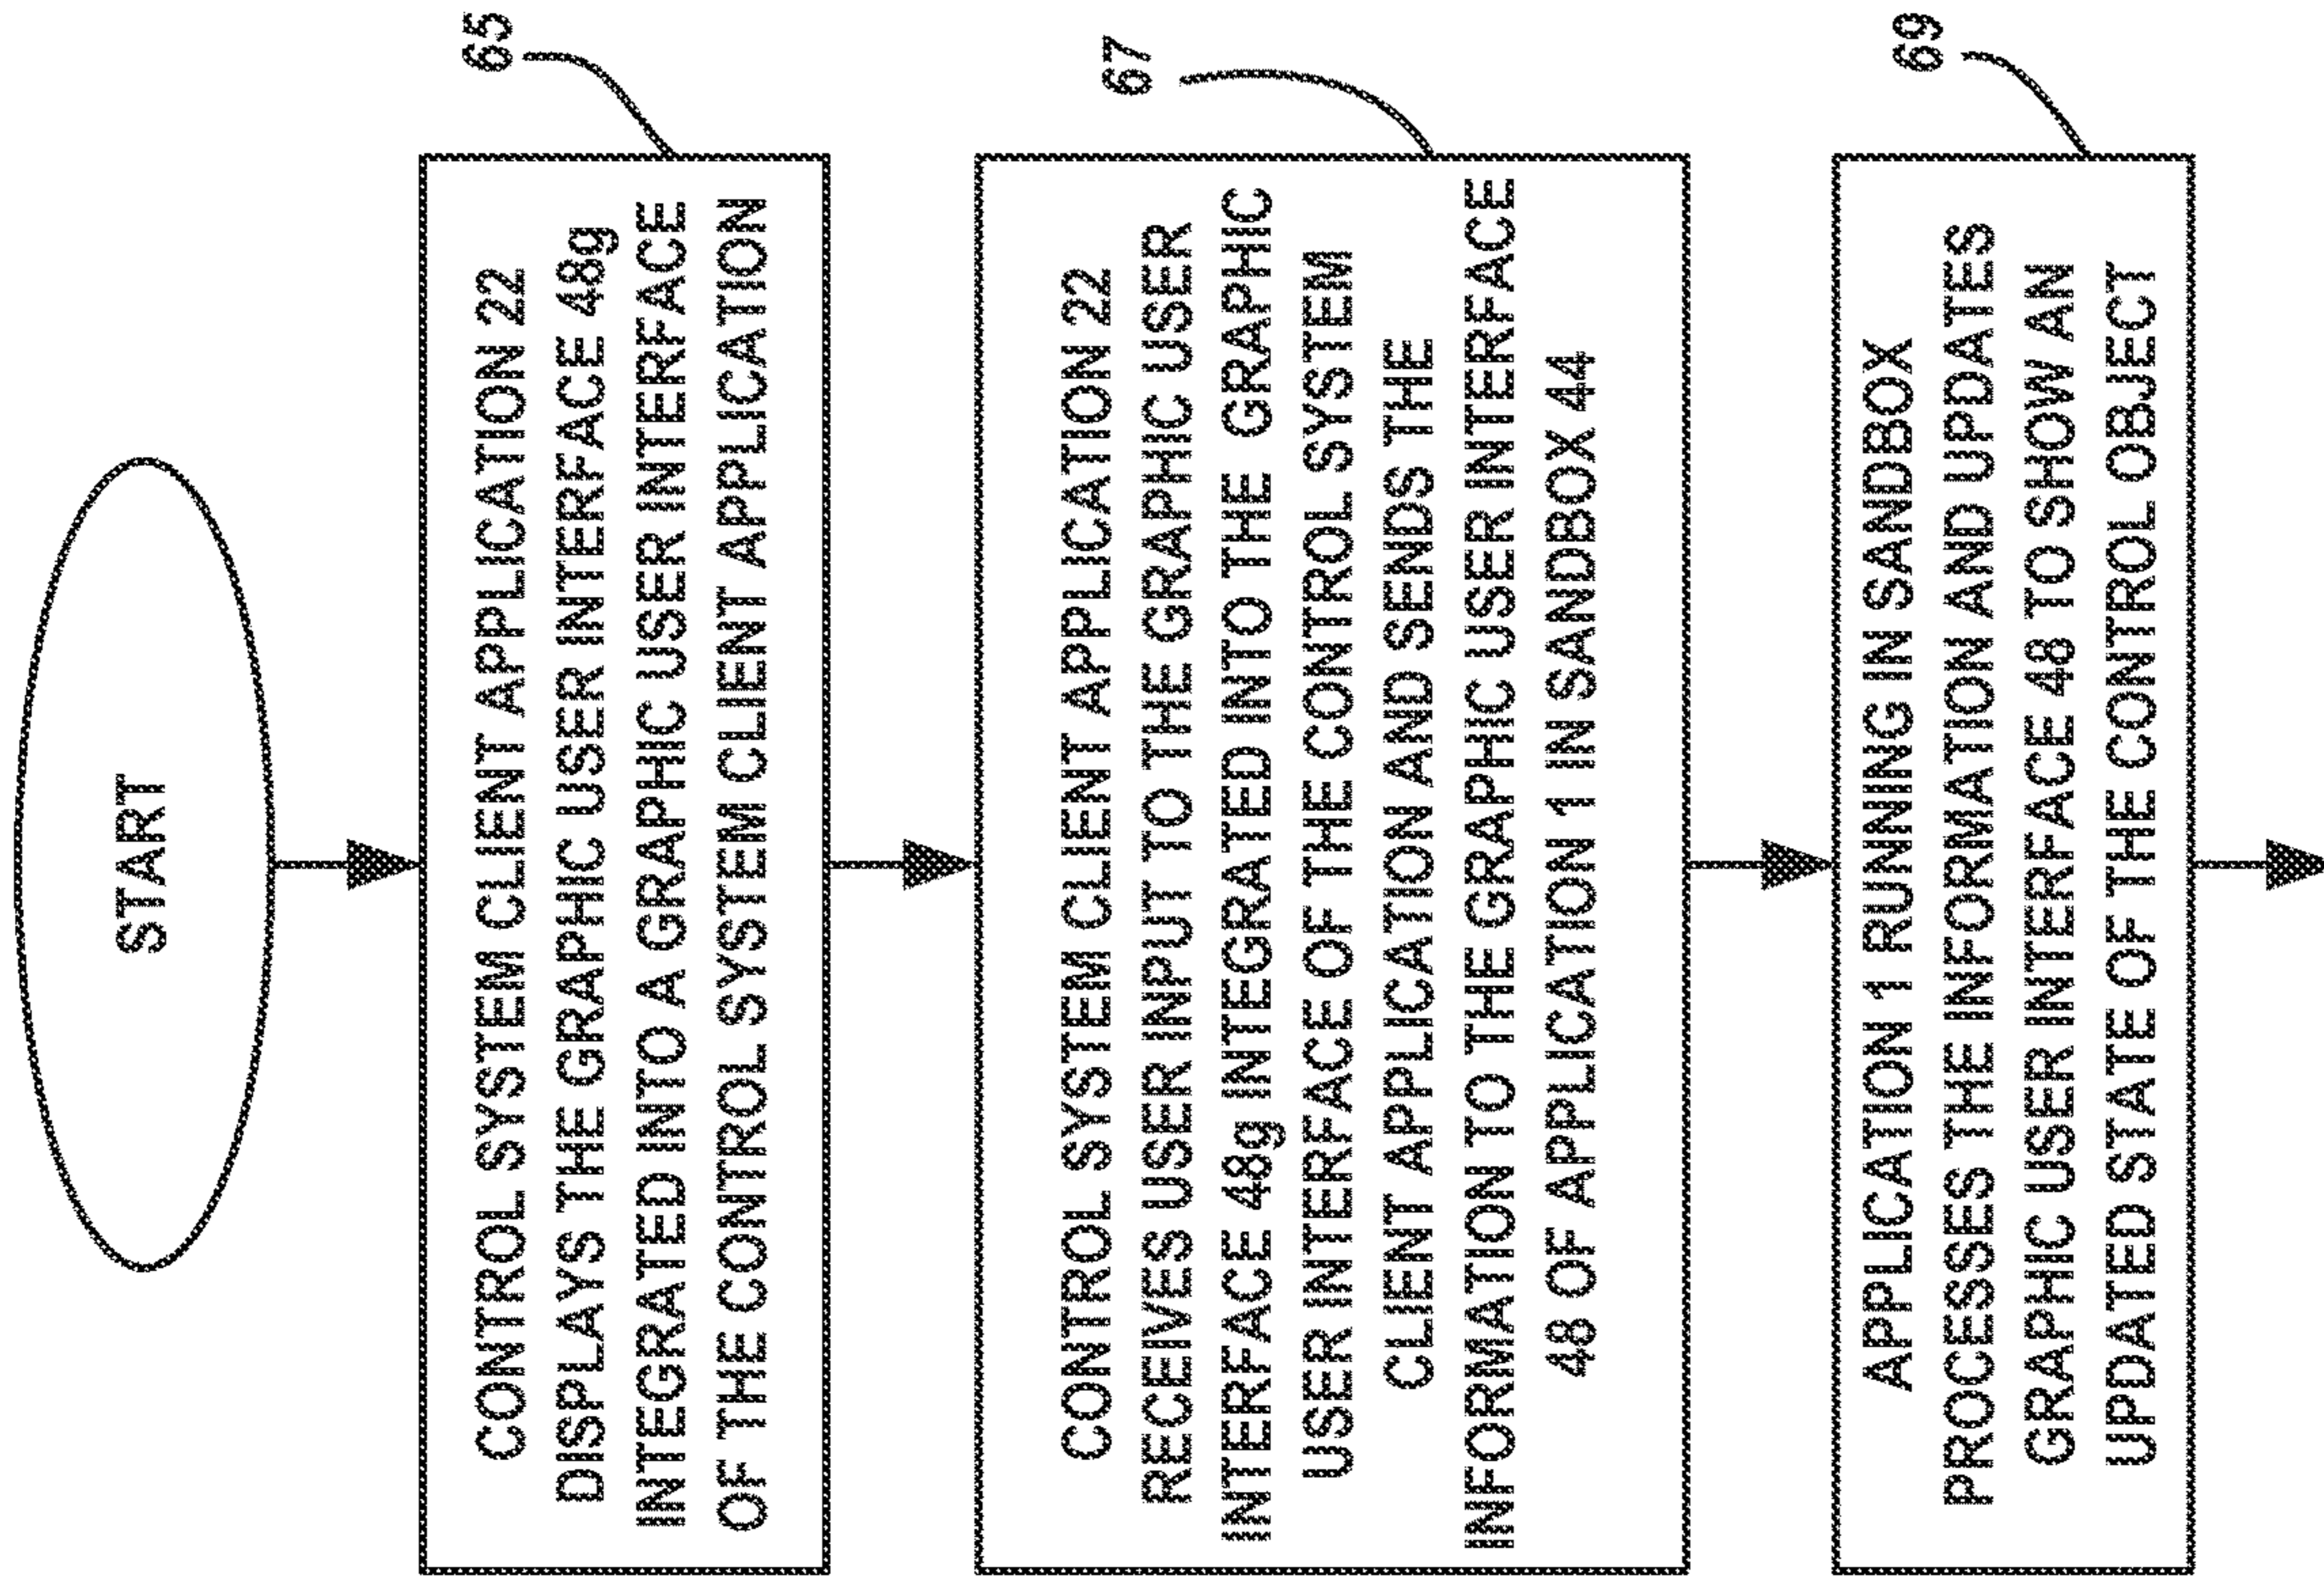 START
65
CONTROL SYSTEM CLIENT APPLICATION 22
DISPLAYS THE GRAPHIC USER INTERFACE 48g
INTEGRATED INTO A GRAPHIC USER INTERFACE
OF THE CONTROL SYSTEM CLIENT APPLICATION
67
CONTROL SYSTEM CLIENT APPLICATION 22
RECEIVES USER INPUT TO THE GRAPHIC USER
INTERFACE 48g INTEGRATED INTO THE GRAPHIC
USER INTERFACE OF THE CONTROL SYSTEM
CLIENT APPLICATION AND SENDS THE
INFORMATION TO THE GRAPHIC USER INTERFACE
48 OF APPLICATION 1 IN SANDBOX 44
69
APPLICATION 1 RUNNING IN SANDBOX
PROCESSES THE INFORMATION AND UPDATES
GRAPHIC USER INTERFACE 48 TO SHOW AN
UPDATED STATE OF THE CONTROL OBJECT